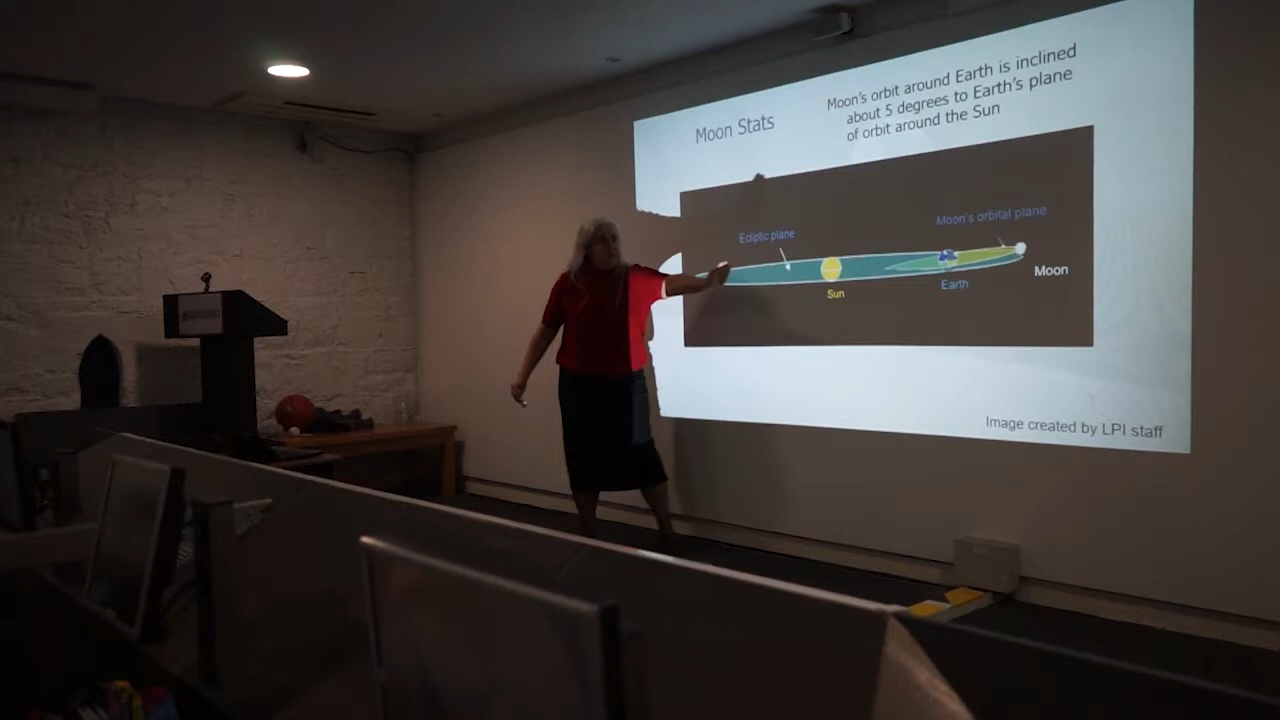 Moon Stats
Moon's orbit around Earth is inclined
about 5 degrees to Earth's plane
of orbit around the Sun
Ecliptic plane
Moon's orbital plane
Sun
Earth
Moon
Image created by LPI staff